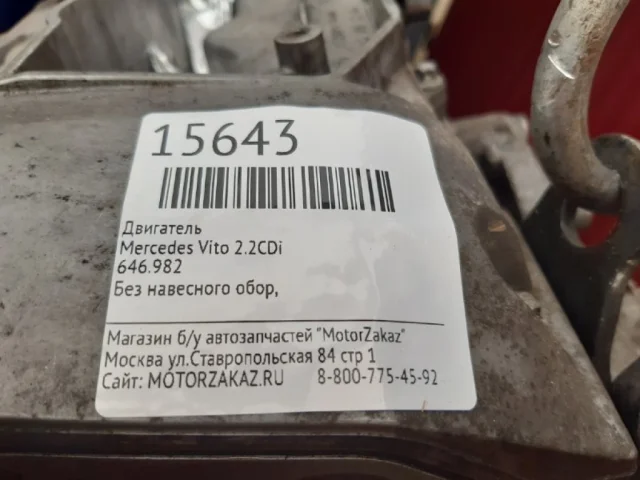 15643
Двигатель
Mercedes Vito 2.2CDi
646.982
Без навесного обор,
Магазин б/у автозапчастей "MotorZakaz"
Москва ул.Ставропольская 84 стр 1
Сайт: MOTORZAKAZ.RU 8-800-775-45-92